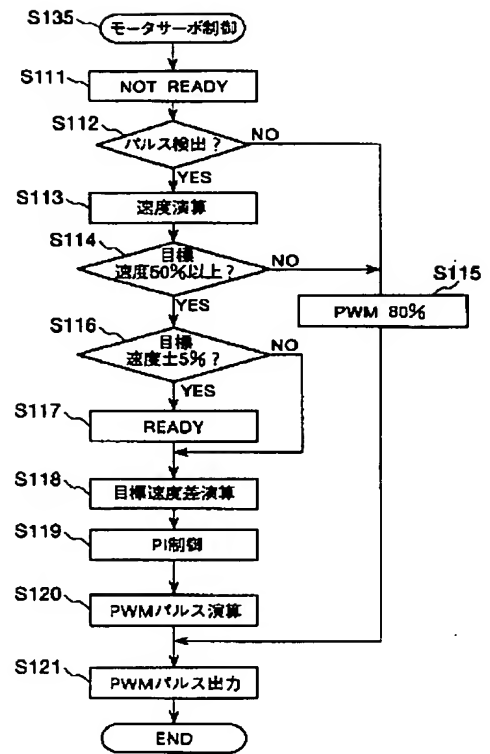 S135
モータサーボ制御
S111
NOT READY
S112
パルス検出?
NO
YES
S113
速度演算
S114
目標
速度50%以上?
NO
YES
S115
PWM 80%
S116
目標
速度±5%?
NO
YES
S117
READY
S118
目標速度差演算
S119
PI制御
S120
PWMパルス演算
S121
PWMパルス出力
END